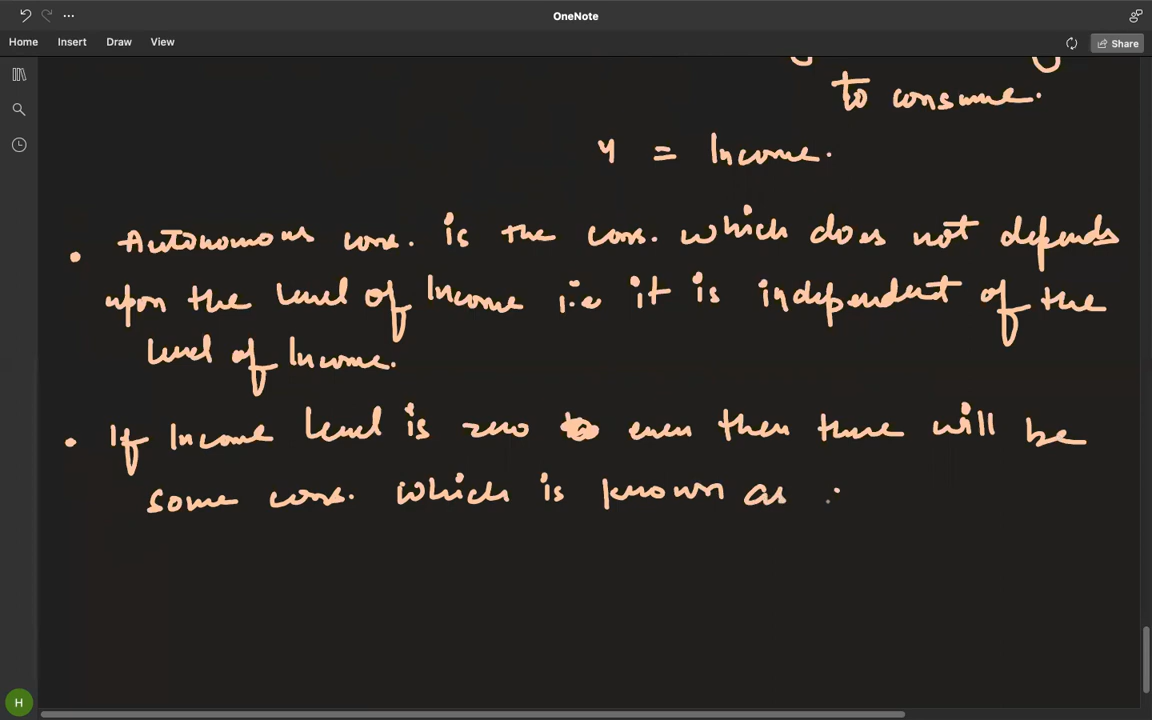 OneNote
Home Insert Draw View Share
to consume.
Y = Income.
• Autonomous cons. is the cons. which does not depends
upon the level of Income i.e it is independent of the
level of Income.
• If Income level is zero even then there will be
some cons. which is known as
H